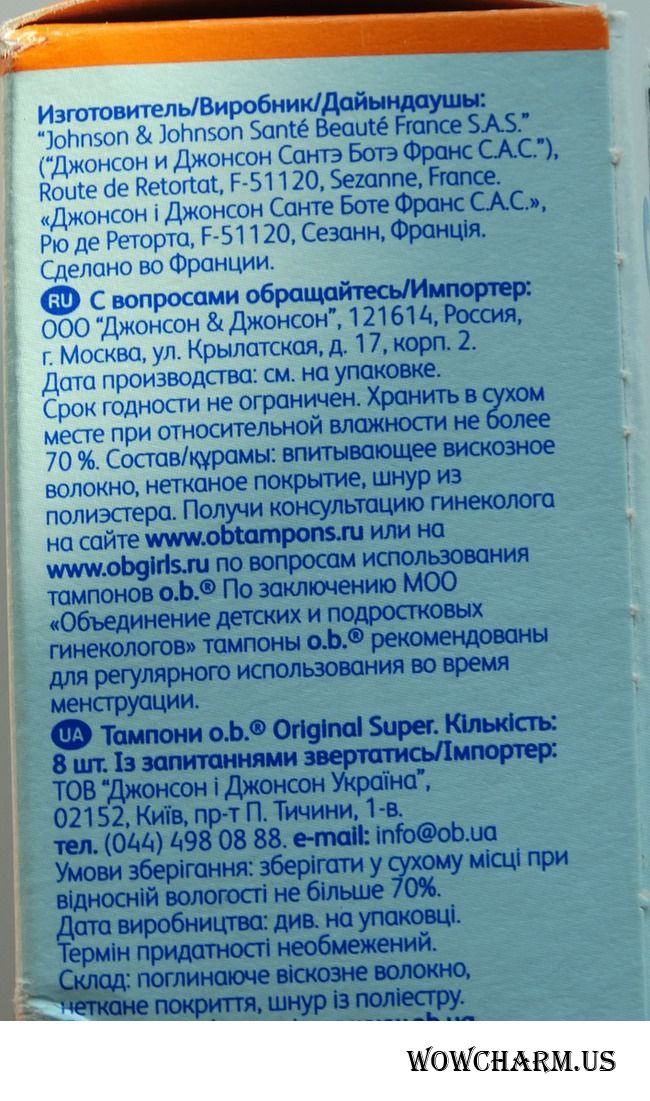 Изготовитель/Виробник/Дайындаушы:
"Johnson & Johnson Santé Beauté France S.A.S."
("Джонсон и Джонсон Сантэ Ботэ Франс С.А.С."),
Route de Retortat, F-51120, Sezanne, France.
«Джонсон і Джонсон Санте Боте Франс С.А.С.»,
Рю де Реторта, F-51120, Сезанн, Франція.
Сделано во Франции.
RU С вопросами обращайтесь/Импортер:
ООО "Джонсон & Джонсон", 121614, Россия,
г. Москва, ул. Крылатская, д. 17, корп. 2.
Дата производства: см. на упаковке.
Срок годности не ограничен. Хранить в сухом
месте при относительной влажности не более
70 %. Состав/құрамы: впитывающее вискозное
волокно, нетканое покрытие, шнур из
полиэстера. Получи консультацию гинеколога
на сайте www.obtampons.ru или на
www.obgirls.ru по вопросам использования
тампонов o.b.® По заключению МОО
«Объединение детских и подростковых
гинекологов» тампоны o.b.® рекомендованы
для регулярного использования во время
менструации.
UA Тампони o.b.® Original Super. Кількість:
8 шт. Із запитаннями звертатись/Імпортер:
ТОВ "Джонсон і Джонсон Україна",
02152, Київ, пр-т П. Тичини, 1-в.
тел. (044) 498 08 88. e-mail: info@ob.ua
Умови зберігання: зберігати у сухому місці при
відносній вологості не більше 70%.
Дата виробництва: див. на упаковці.
Термін придатності необмежений.
Склад: поглинаюче віскозне волокно,
неткане покриття, шнур із поліестру.
WOWCHARM.US